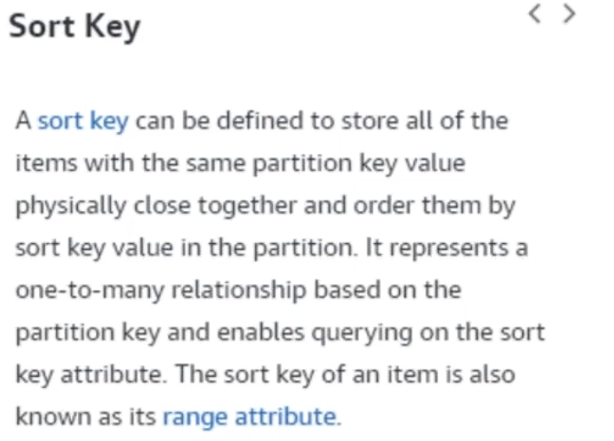 Sort Key
A sort key can be defined to store all of the
items with the same partition key value
physically close together and order them by
sort key value in the partition. It represents a
one-to-many relationship based on the
partition key and enables querying on the sort
key attribute. The sort key of an item is also
known as its range attribute.